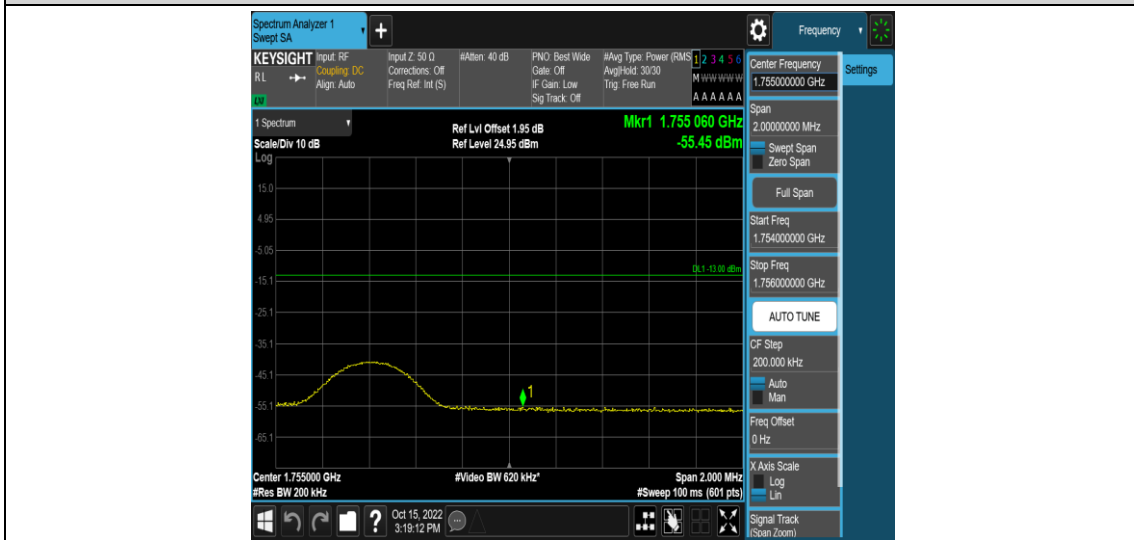 Spectrum Analyzer 1
Swept SA
+
Frequency
KEYSIGHT
RL
Input: RF
Coupling: DC
Align: Auto
Input Z: 50 Ω
Corrections: Off
Freq Ref: Int (S)
#Atten: 40 dB
PNO: Best Wide
Gate: Off
IF Gain: Low
Sig Track: Off
#Avg Type: Power (RMS
Avg|Hold: 30/30
Trig: Free Run
1 2 3 4 5 6
M W W W W W
A A A A A A
1 Spectrum
Scale/Div 10 dB
Log
Ref Lvl Offset 1.95 dB
Ref Level 24.95 dBm
Mkr1 1.755 060 GHz
-55.45 dBm
15.0
4.95
-5.05
-15.1
-25.1
-35.1
-45.1
-55.1
-65.1
DL1 -13.00 dBm
1
Center 1.755000 GHz
#Res BW 200 kHz
#Video BW 620 kHz*
Span 2.000 MHz
#Sweep 100 ms (601 pts)
Center Frequency
1.755000000 GHz
Settings
Span
2.00000000 MHz
Swept Span
Zero Span
Full Span
Start Freq
1.754000000 GHz
Stop Freq
1.756000000 GHz
AUTO TUNE
CF Step
200.000 kHz
Auto
Man
Freq Offset
0 Hz
X Axis Scale
Log
Lin
Signal Track
(Span Zoom)
?
Oct 15, 2022
3:19:12 PM